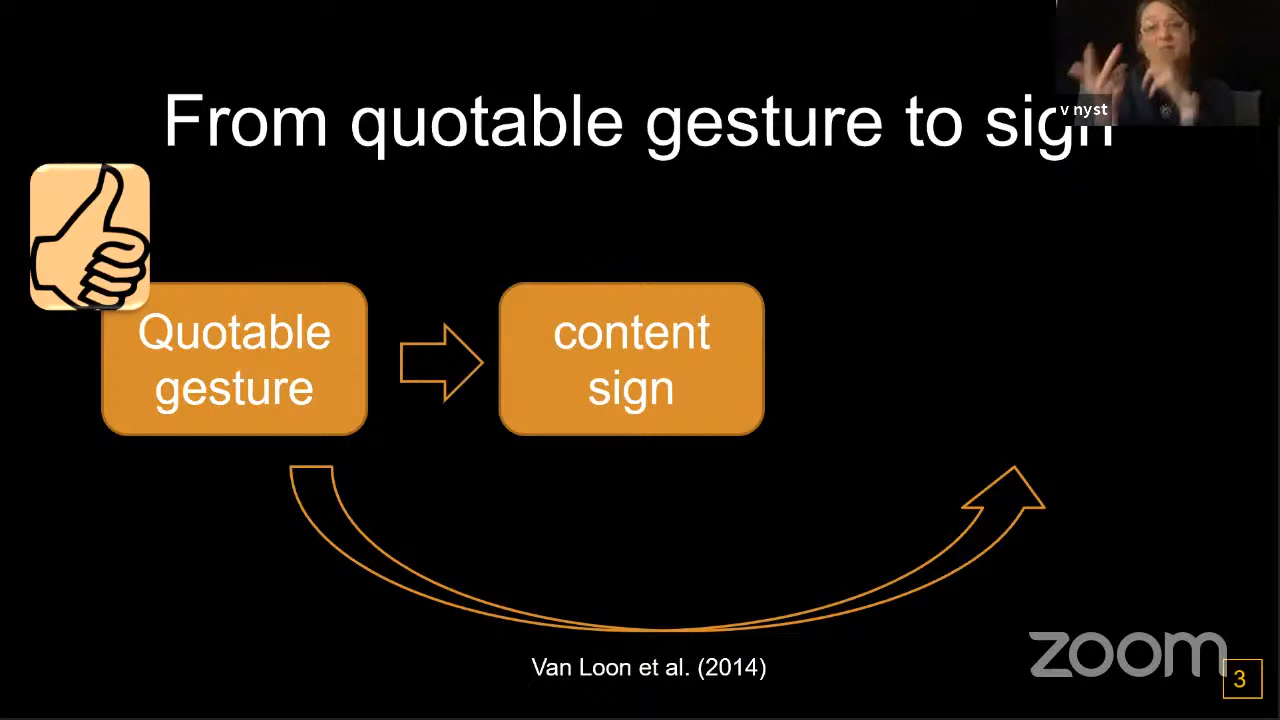 From quotable gesture to sign
v nyst
Quotable
gesture
content
sign
Van Loon et al. (2014)
zoom
3